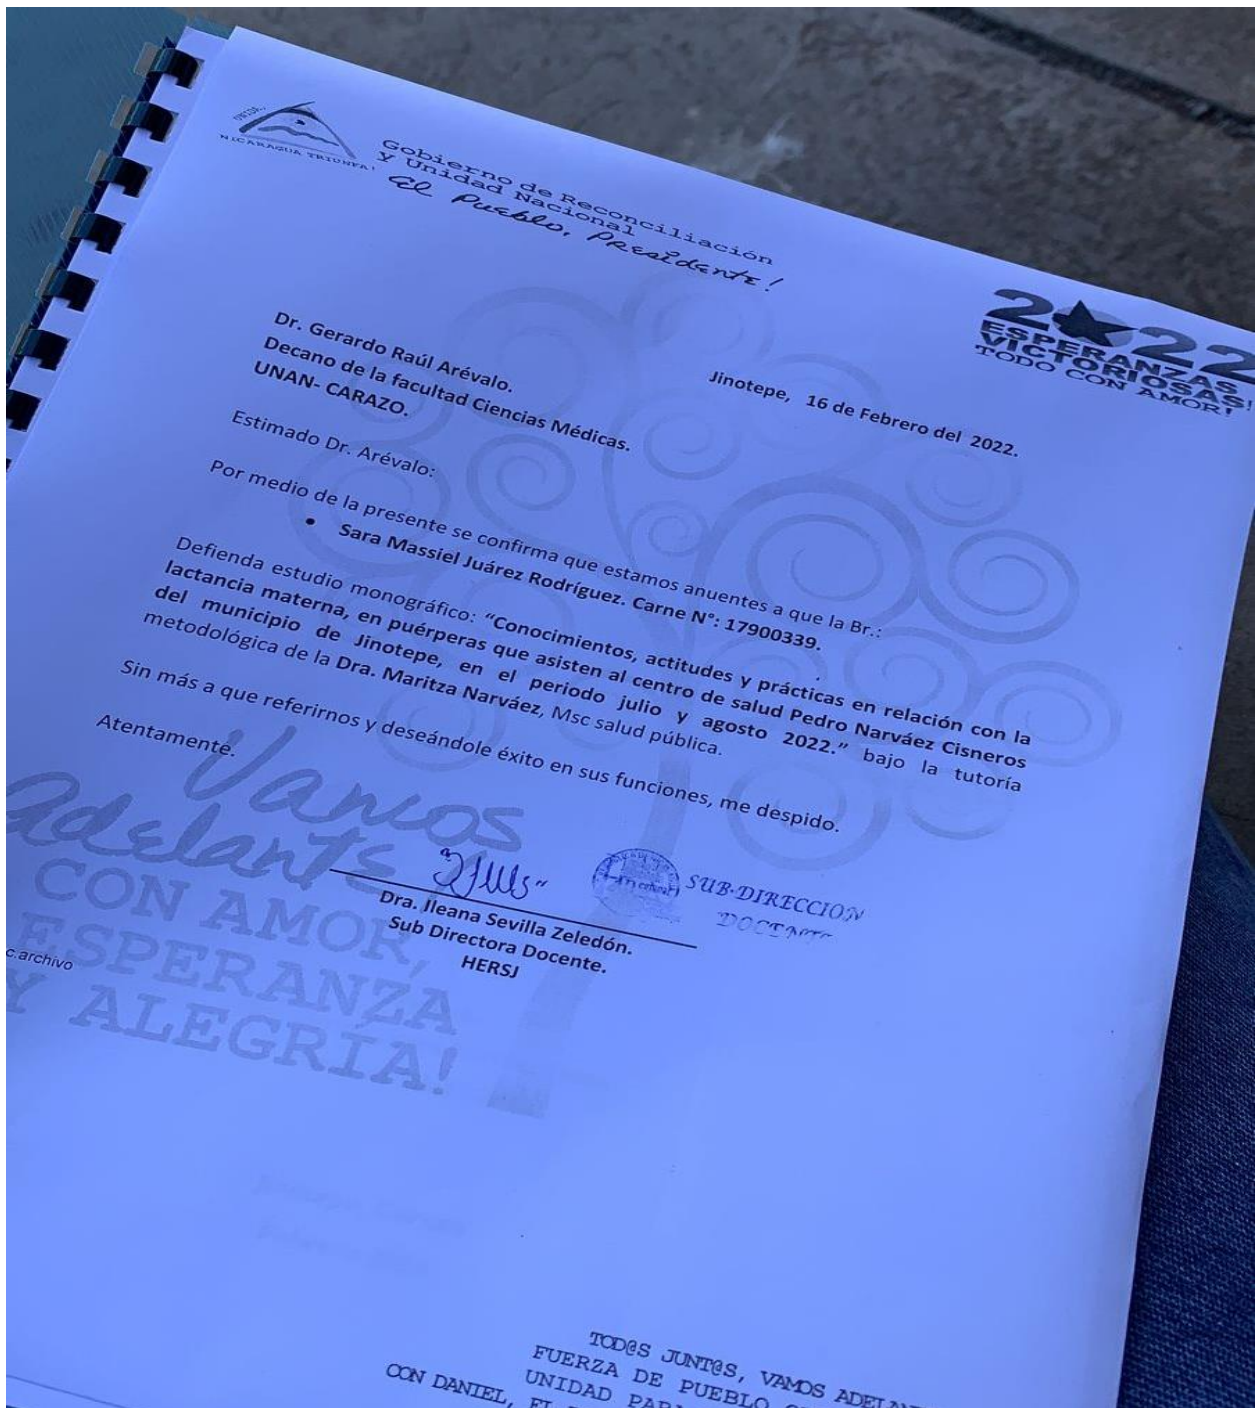 UNIDA,
NICARAGUA TRIUNFA!
Gobierno de Reconciliación
y Unidad Nacional
El Pueblo, Presidente!
2022
ESPERANZAS
VICTORIOSAS!
TODO CON AMOR!
Jinotepe, 16 de Febrero del 2022.
Dr. Gerardo Raúl Arévalo.
Decano de la facultad Ciencias Médicas.
UNAN- CARAZO.
Estimado Dr. Arévalo:
Por medio de la presente se confirma que estamos anuentes a que la Br.:
• Sara Massiel Juárez Rodríguez. Carne N°: 17900339.
Defienda estudio monográfico: “Conocimientos, actitudes y prácticas en relación con la
lactancia materna, en puérperas que asisten al centro de salud Pedro Narváez Cisneros
del municipio de Jinotepe, en el periodo julio y agosto 2022.” bajo la tutoría
metodológica de la Dra. Maritza Narváez, Msc salud pública.
Sin más a que referirnos y deseándole éxito en sus funciones, me despido.
Atentamente.
Vamos
adelante
CON AMOR,
ESPERANZA
Y ALEGRÍA!
SUB-DIRECCION
DOCENTE
Dra. Ileana Sevilla Zeledón.
Sub Directora Docente.
HERSJ
c.archivo
TOD@S JUNT@S, VAMOS
FUERZA DE PUEBLO
UNIDAD
CON DANIEL, EL